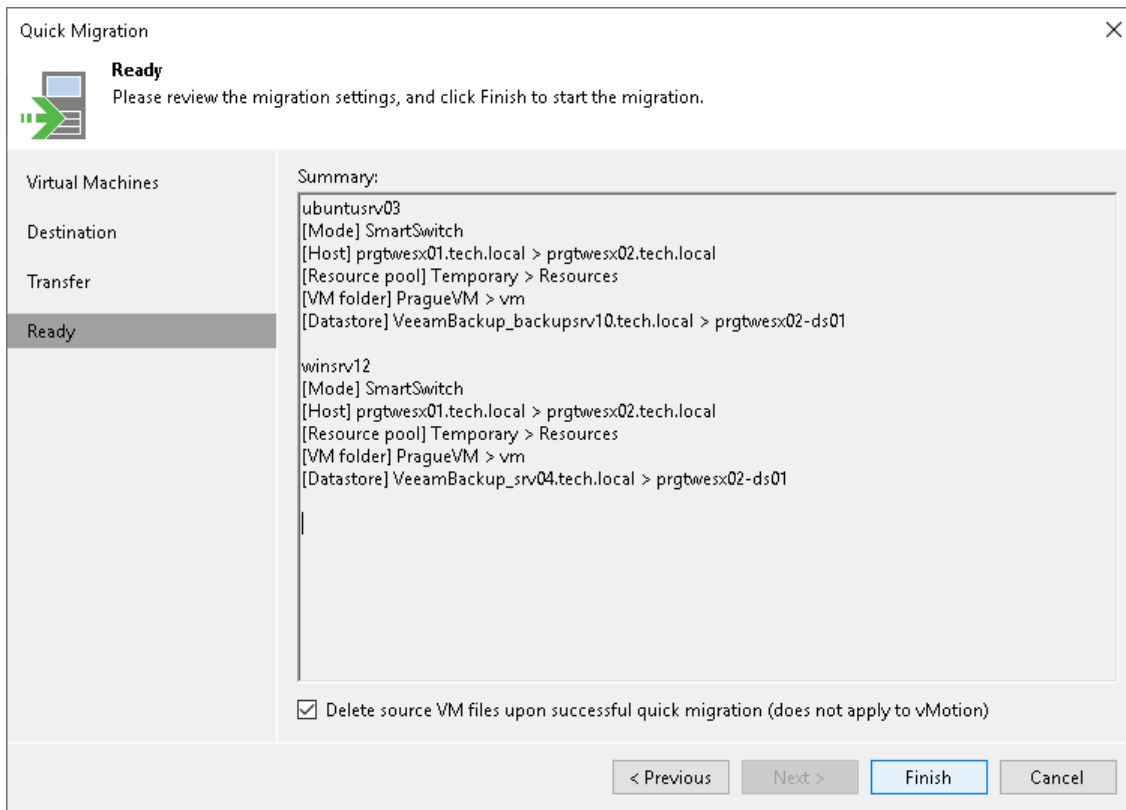 Quick Migration
Ready
Please review the migration settings, and click Finish to start the migration.
Virtual Machines
Destination
Transfer
Ready
Summary:
ubuntusrv03
[Mode] SmartSwitch
[Host] prgtwesx01.tech.local > prgtwesx02.tech.local
[Resource pool] Temporary > Resources
[VM folder] PragueVM > vm
[Datastore] VeeamBackup_backupsrv10.tech.local > prgtwesx02-ds01
winsrv12
[Mode] SmartSwitch
[Host] prgtwesx01.tech.local > prgtwesx02.tech.local
[Resource pool] Temporary > Resources
[VM folder] PragueVM > vm
[Datastore] VeeamBackup_srv04.tech.local > prgtwesx02-ds01
Delete source VM files upon successful quick migration (does not apply to vMotion)
< Previous
Next >
Finish
Cancel